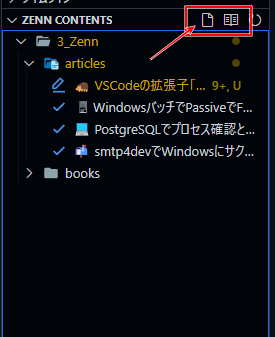 ZENN CONTENTS
3_Zenn
articles
VSCodeの拡張子「... 9+, U
WindowsパッチでPassiveでF...
PostgreSQLでプロセス確認と...
smtp4devでWindowsにサク...
books